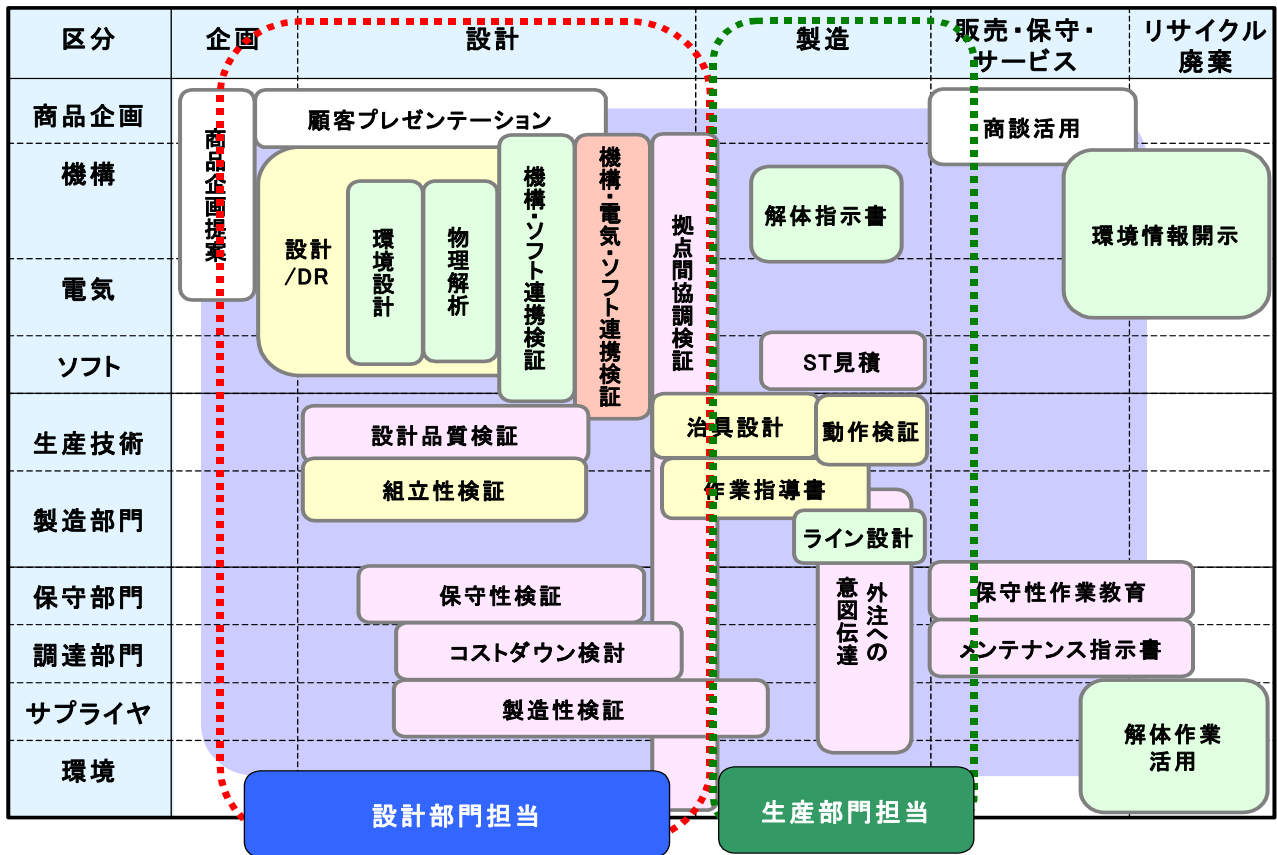 区分
企画
設計
製造
販売・保守・
サービス
リサイクル
廃棄
商品企画
機構
電気
ソフト
生産技術
製造部門
保守部門
調達部門
サプライヤ
環境
商品企画提案
顧客プレゼンテーション
設計
/DR
環境設計
物理解析
機構・ソフト連携検証
機構・電気・ソフト連携検証
拠点間協調検証
解体指示書
商談活用
環境情報開示
ST見積
設計品質検証
治具設計
動作検証
組立性検証
作業指導書
ライン設計
外注への
意図伝達
保守性検証
保守性作業教育
コストダウン検討
メンテナンス指示書
製造性検証
解体作業
活用
設計部門担当
生産部門担当